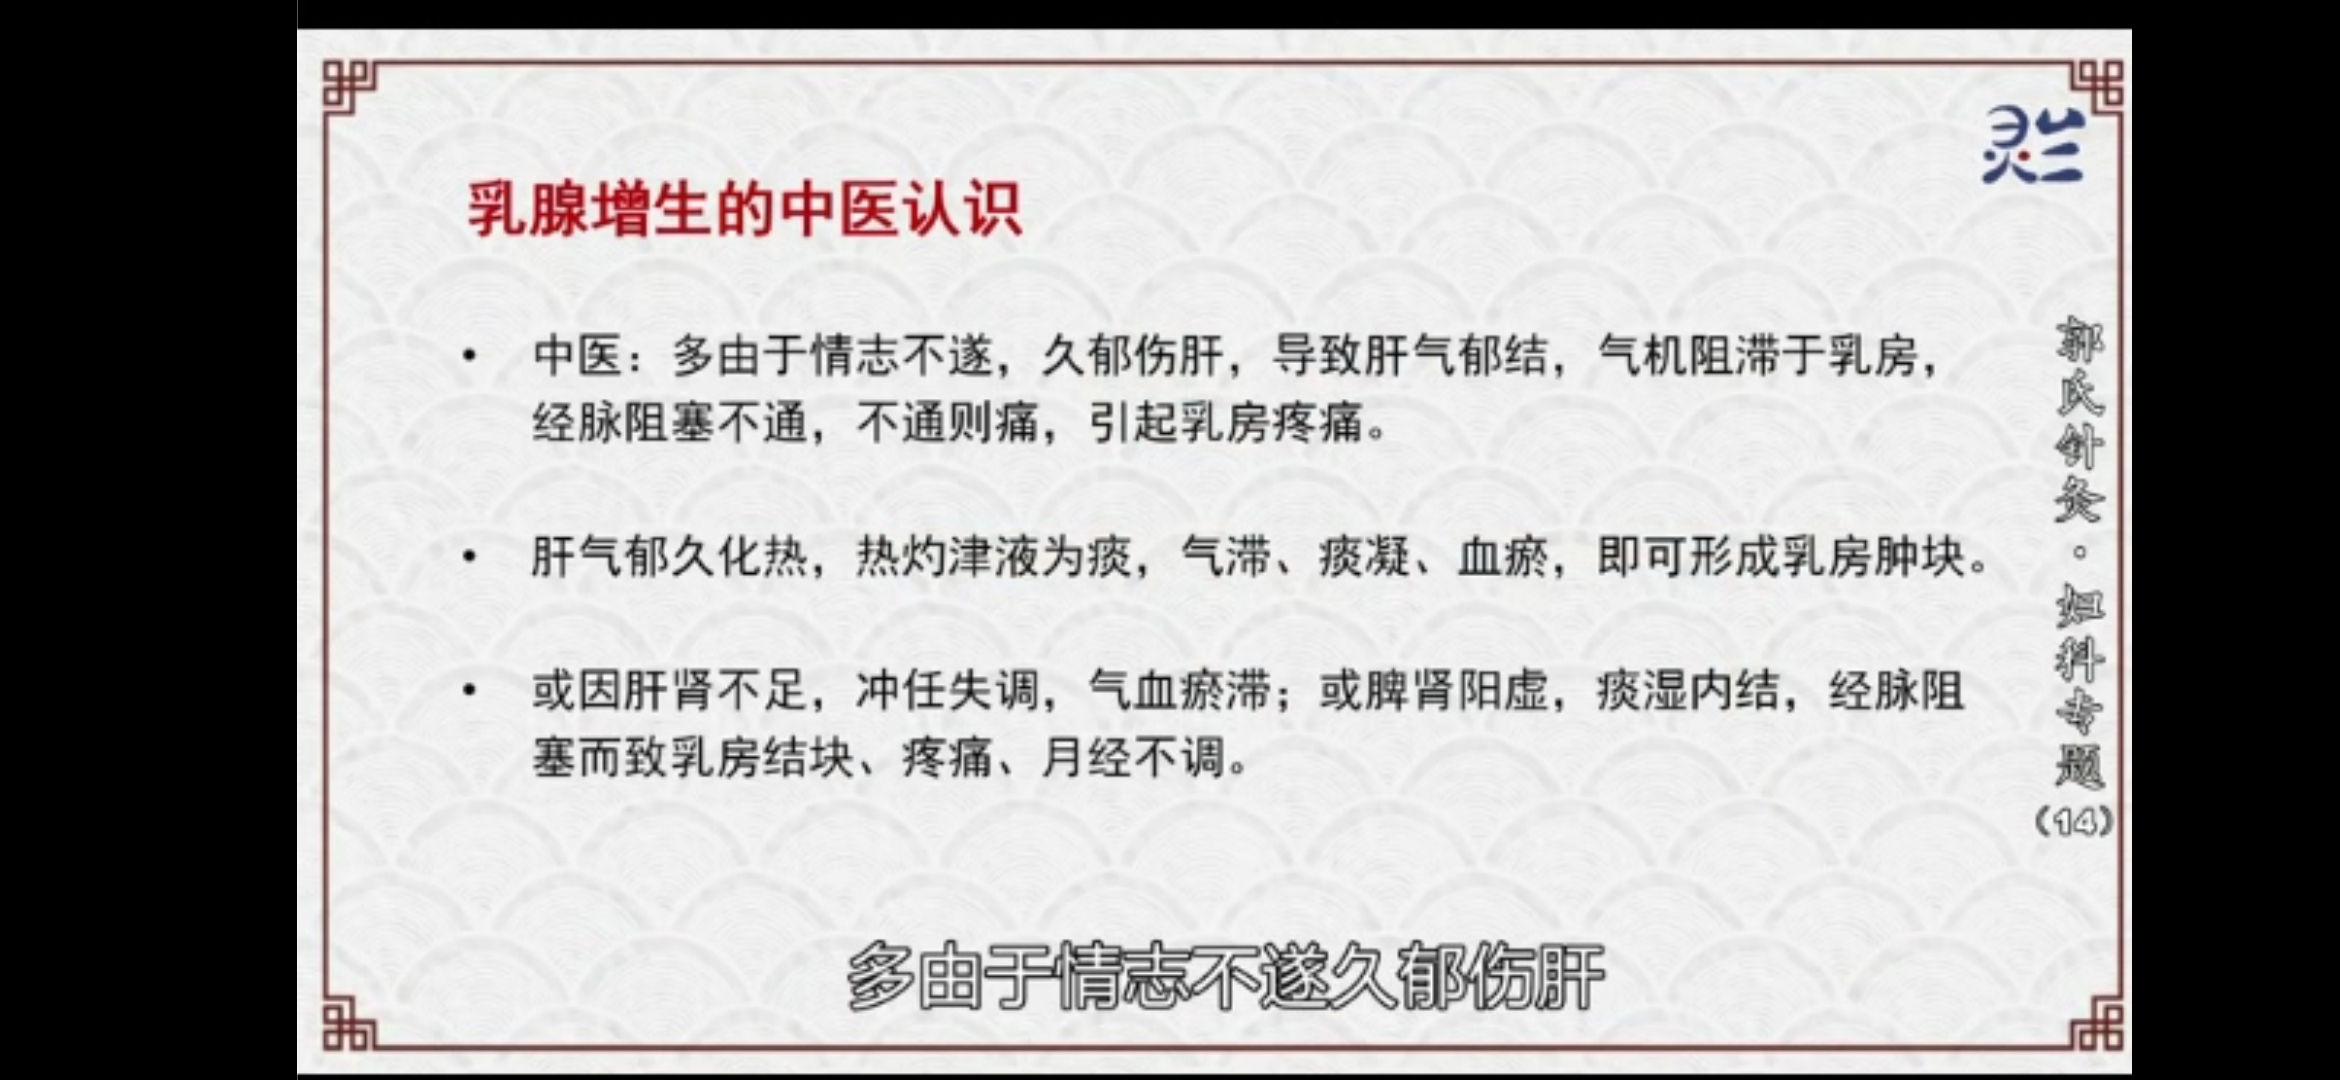 乳腺增生的中医认识
• 中医：多由于情志不遂，久郁伤肝，导致肝气郁结，气机阻滞于乳房，
经脉阻塞不通，不通则痛，引起乳房疼痛。
• 肝气郁久化热，热灼津液为痰，气滞、痰凝、血瘀，即可形成乳房肿块。
• 或因肝肾不足，冲任失调，气血瘀滞；或脾肾阳虚，痰湿内结，经脉阻
塞而致乳房结块、疼痛、月经不调。
郭氏针灸·妇科专题（14）
多由于情志不遂久郁伤肝